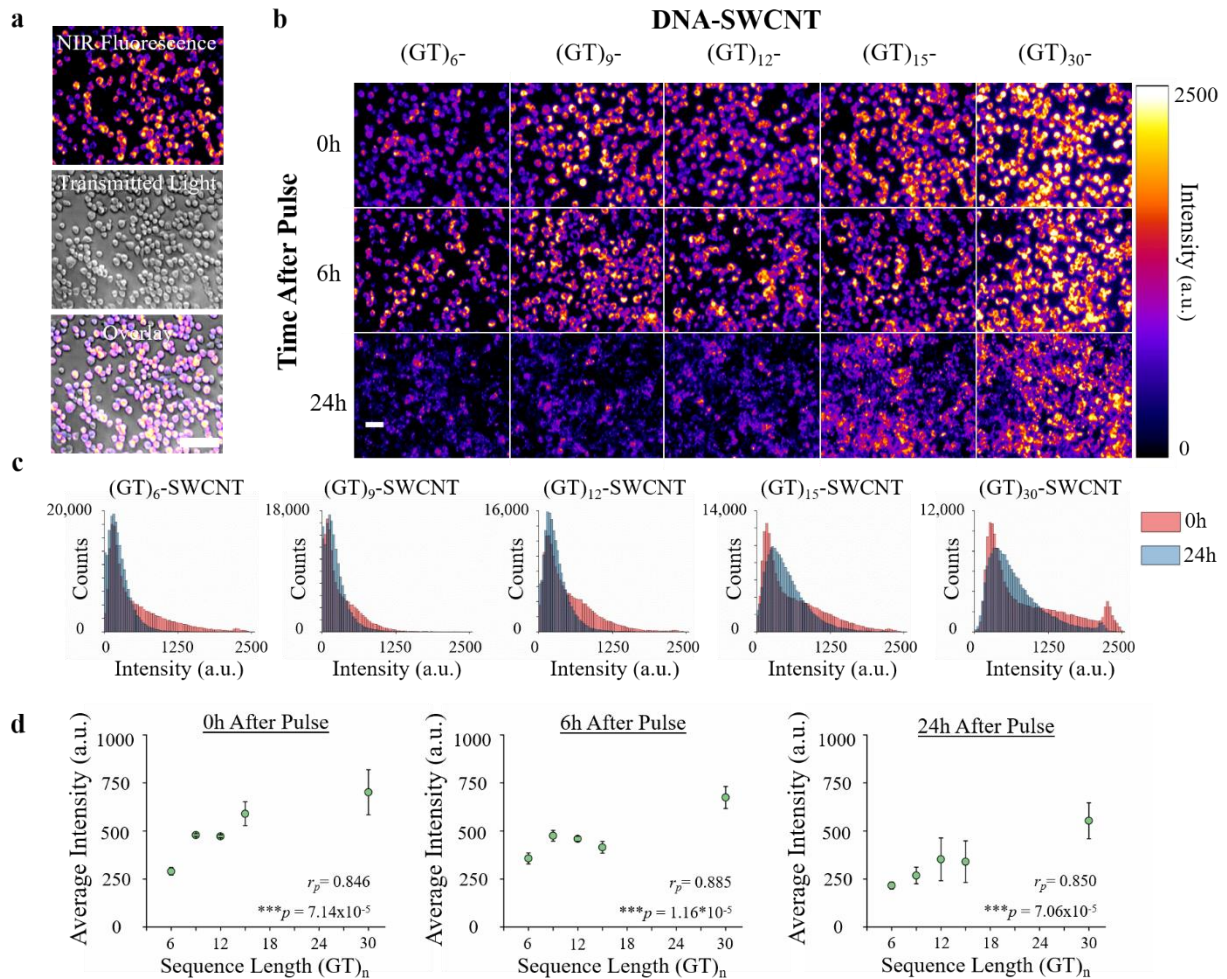 a
NIR Fluorescence
Transmitted Light
Overlay
b
DNA-SWCNT
(GT)₆- (GT)₉- (GT)₁₂- (GT)₁₅- (GT)₃₀-
Time After Pulse
0h
6h
24h
2500
Intensity (a.u.)
0
c
(GT)₆-SWCNT
20,000
Counts
0
0 1250 2500
Intensity (a.u.)
(GT)₉-SWCNT
18,000
Counts
0
0 1250 2500
Intensity (a.u.)
(GT)₁₂-SWCNT
16,000
Counts
0
0 1250 2500
Intensity (a.u.)
(GT)₁₅-SWCNT
14,000
Counts
0
0 1250 2500
Intensity (a.u.)
(GT)₃₀-SWCNT
12,000
Counts
0
0 1250 2500
Intensity (a.u.)
0h
24h
d
0h After Pulse
Average Intensity (a.u.)
1000
750
500
250
0
rₚ= 0.846
***p = 7.14x10⁻⁵
6 12 18 24 30
Sequence Length (GT)ₙ
6h After Pulse
Average Intensity (a.u.)
1000
750
500
250
0
rₚ= 0.885
***p = 1.16*10⁻⁵
6 12 18 24 30
Sequence Length (GT)ₙ
24h After Pulse
Average Intensity (a.u.)
1000
750
500
250
0
rₚ= 0.850
***p = 7.06x10⁻⁵
6 12 18 24 30
Sequence Length (GT)ₙ